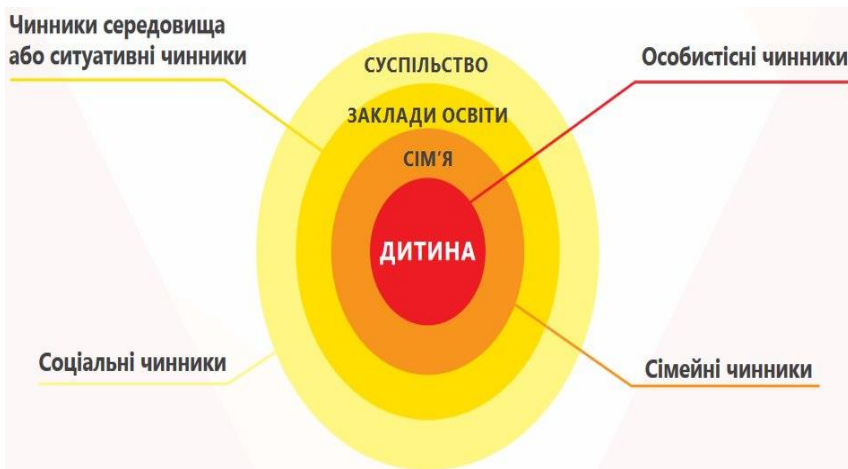 Чинники середовища
або ситуативні чинники
Особистісні чинники
СУСПІЛЬСТВО
ЗАКЛАДИ ОСВІТИ
СІМ’Я
ДИТИНА
Соціальні чинники
Сімейні чинники